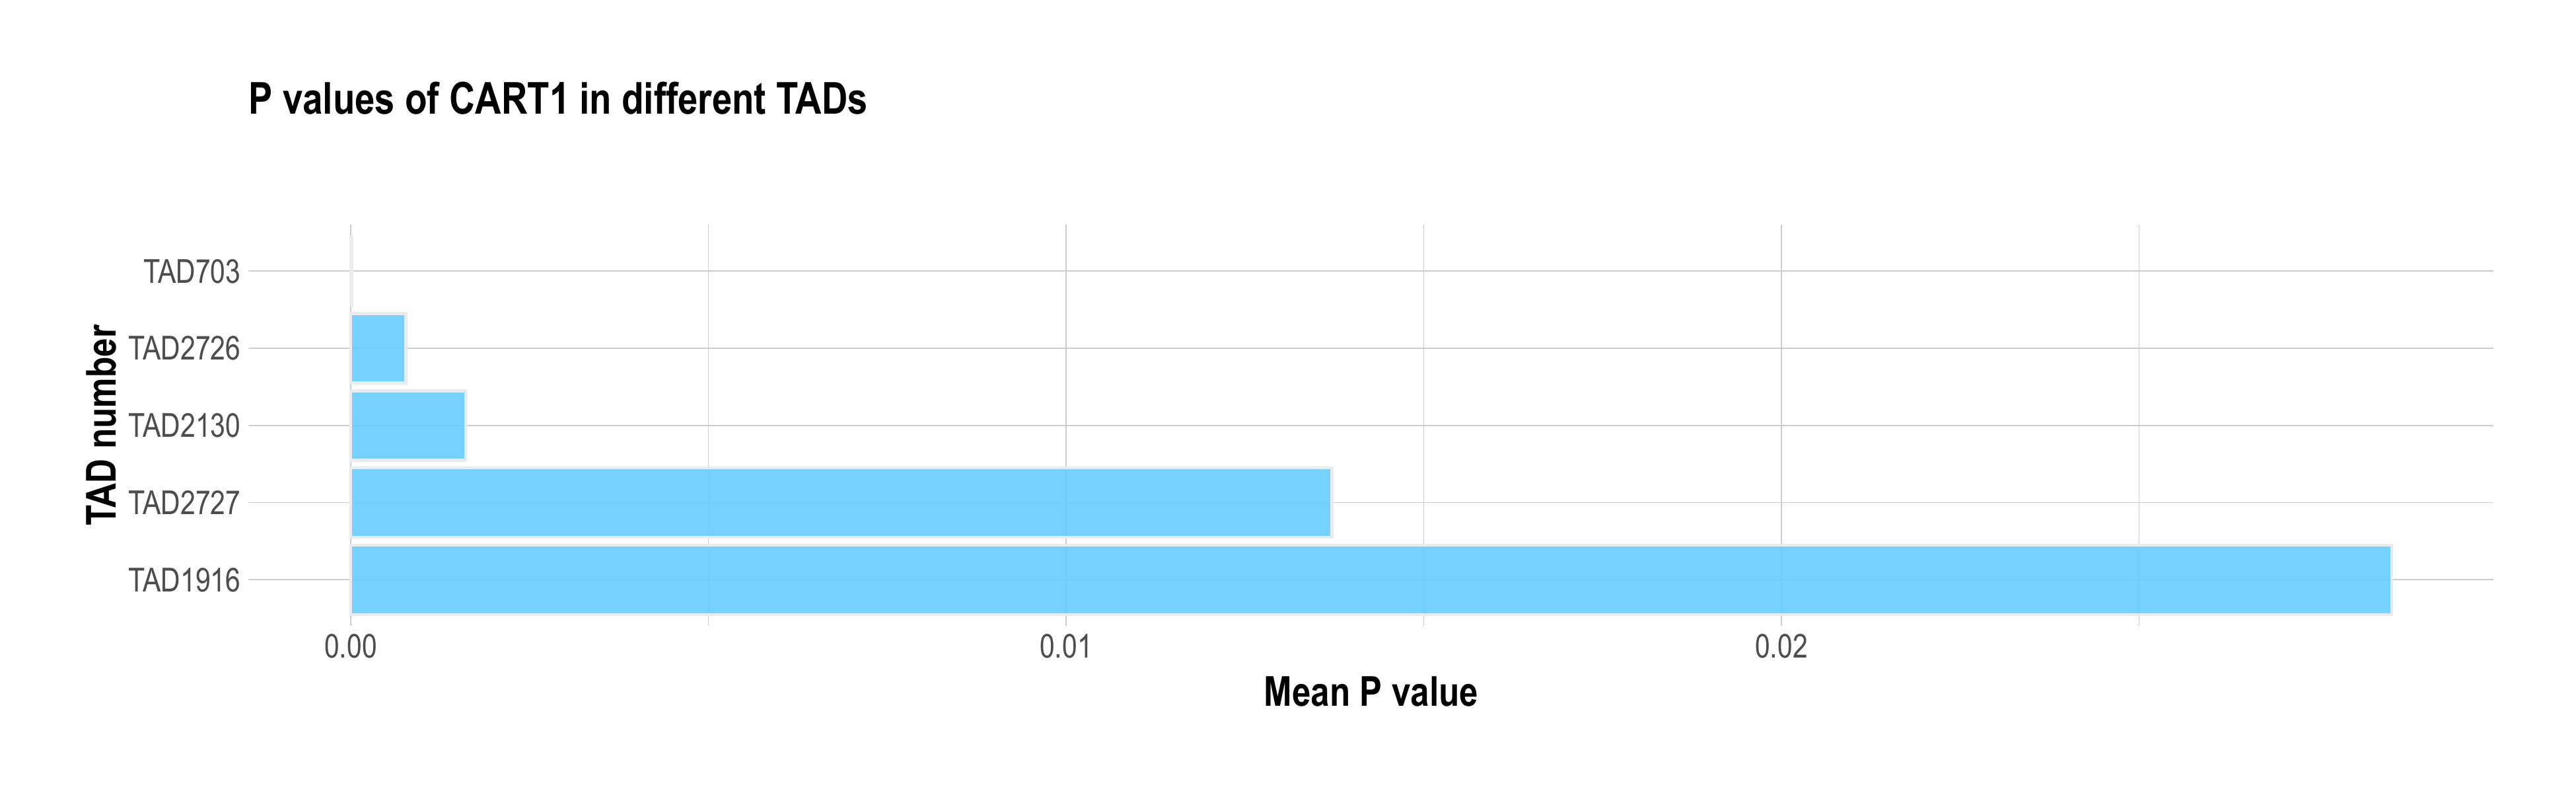 P values of CART1 in different TADs
TAD number
TAD703
TAD2726
TAD2130
TAD2727
TAD1916
0.00
0.01
0.02
Mean P value